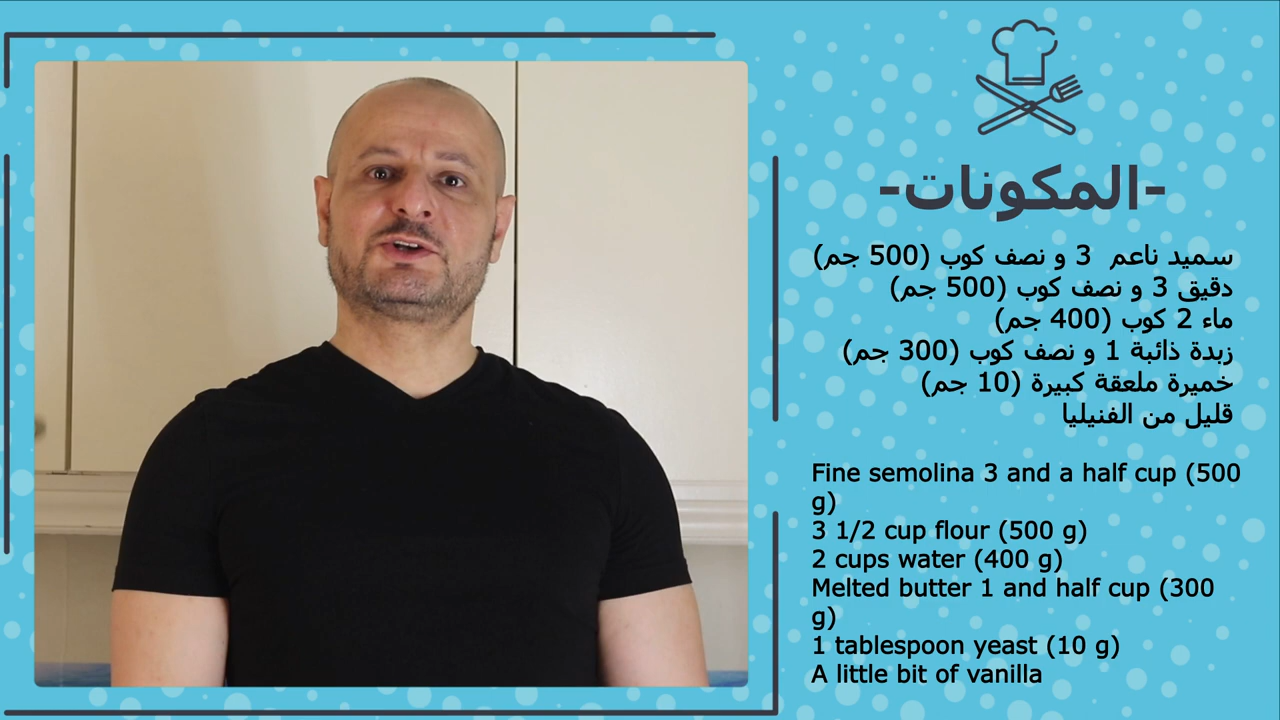 -المكونات-
سميد ناعم 3 و نصف كوب (500 جم)
دقيق 3 و نصف كوب (500 جم)
ماء 2 كوب (400 جم)
زبدة ذائبة 1 و نصف كوب (300 جم)
خميرة ملعقة كبيرة (10 جم)
قليل من الفنيليا
Fine semolina 3 and a half cup (500
g)
3 1/2 cup flour (500 g)
2 cups water (400 g)
Melted butter 1 and half cup (300
g)
1 tablespoon yeast (10 g)
A little bit of vanilla